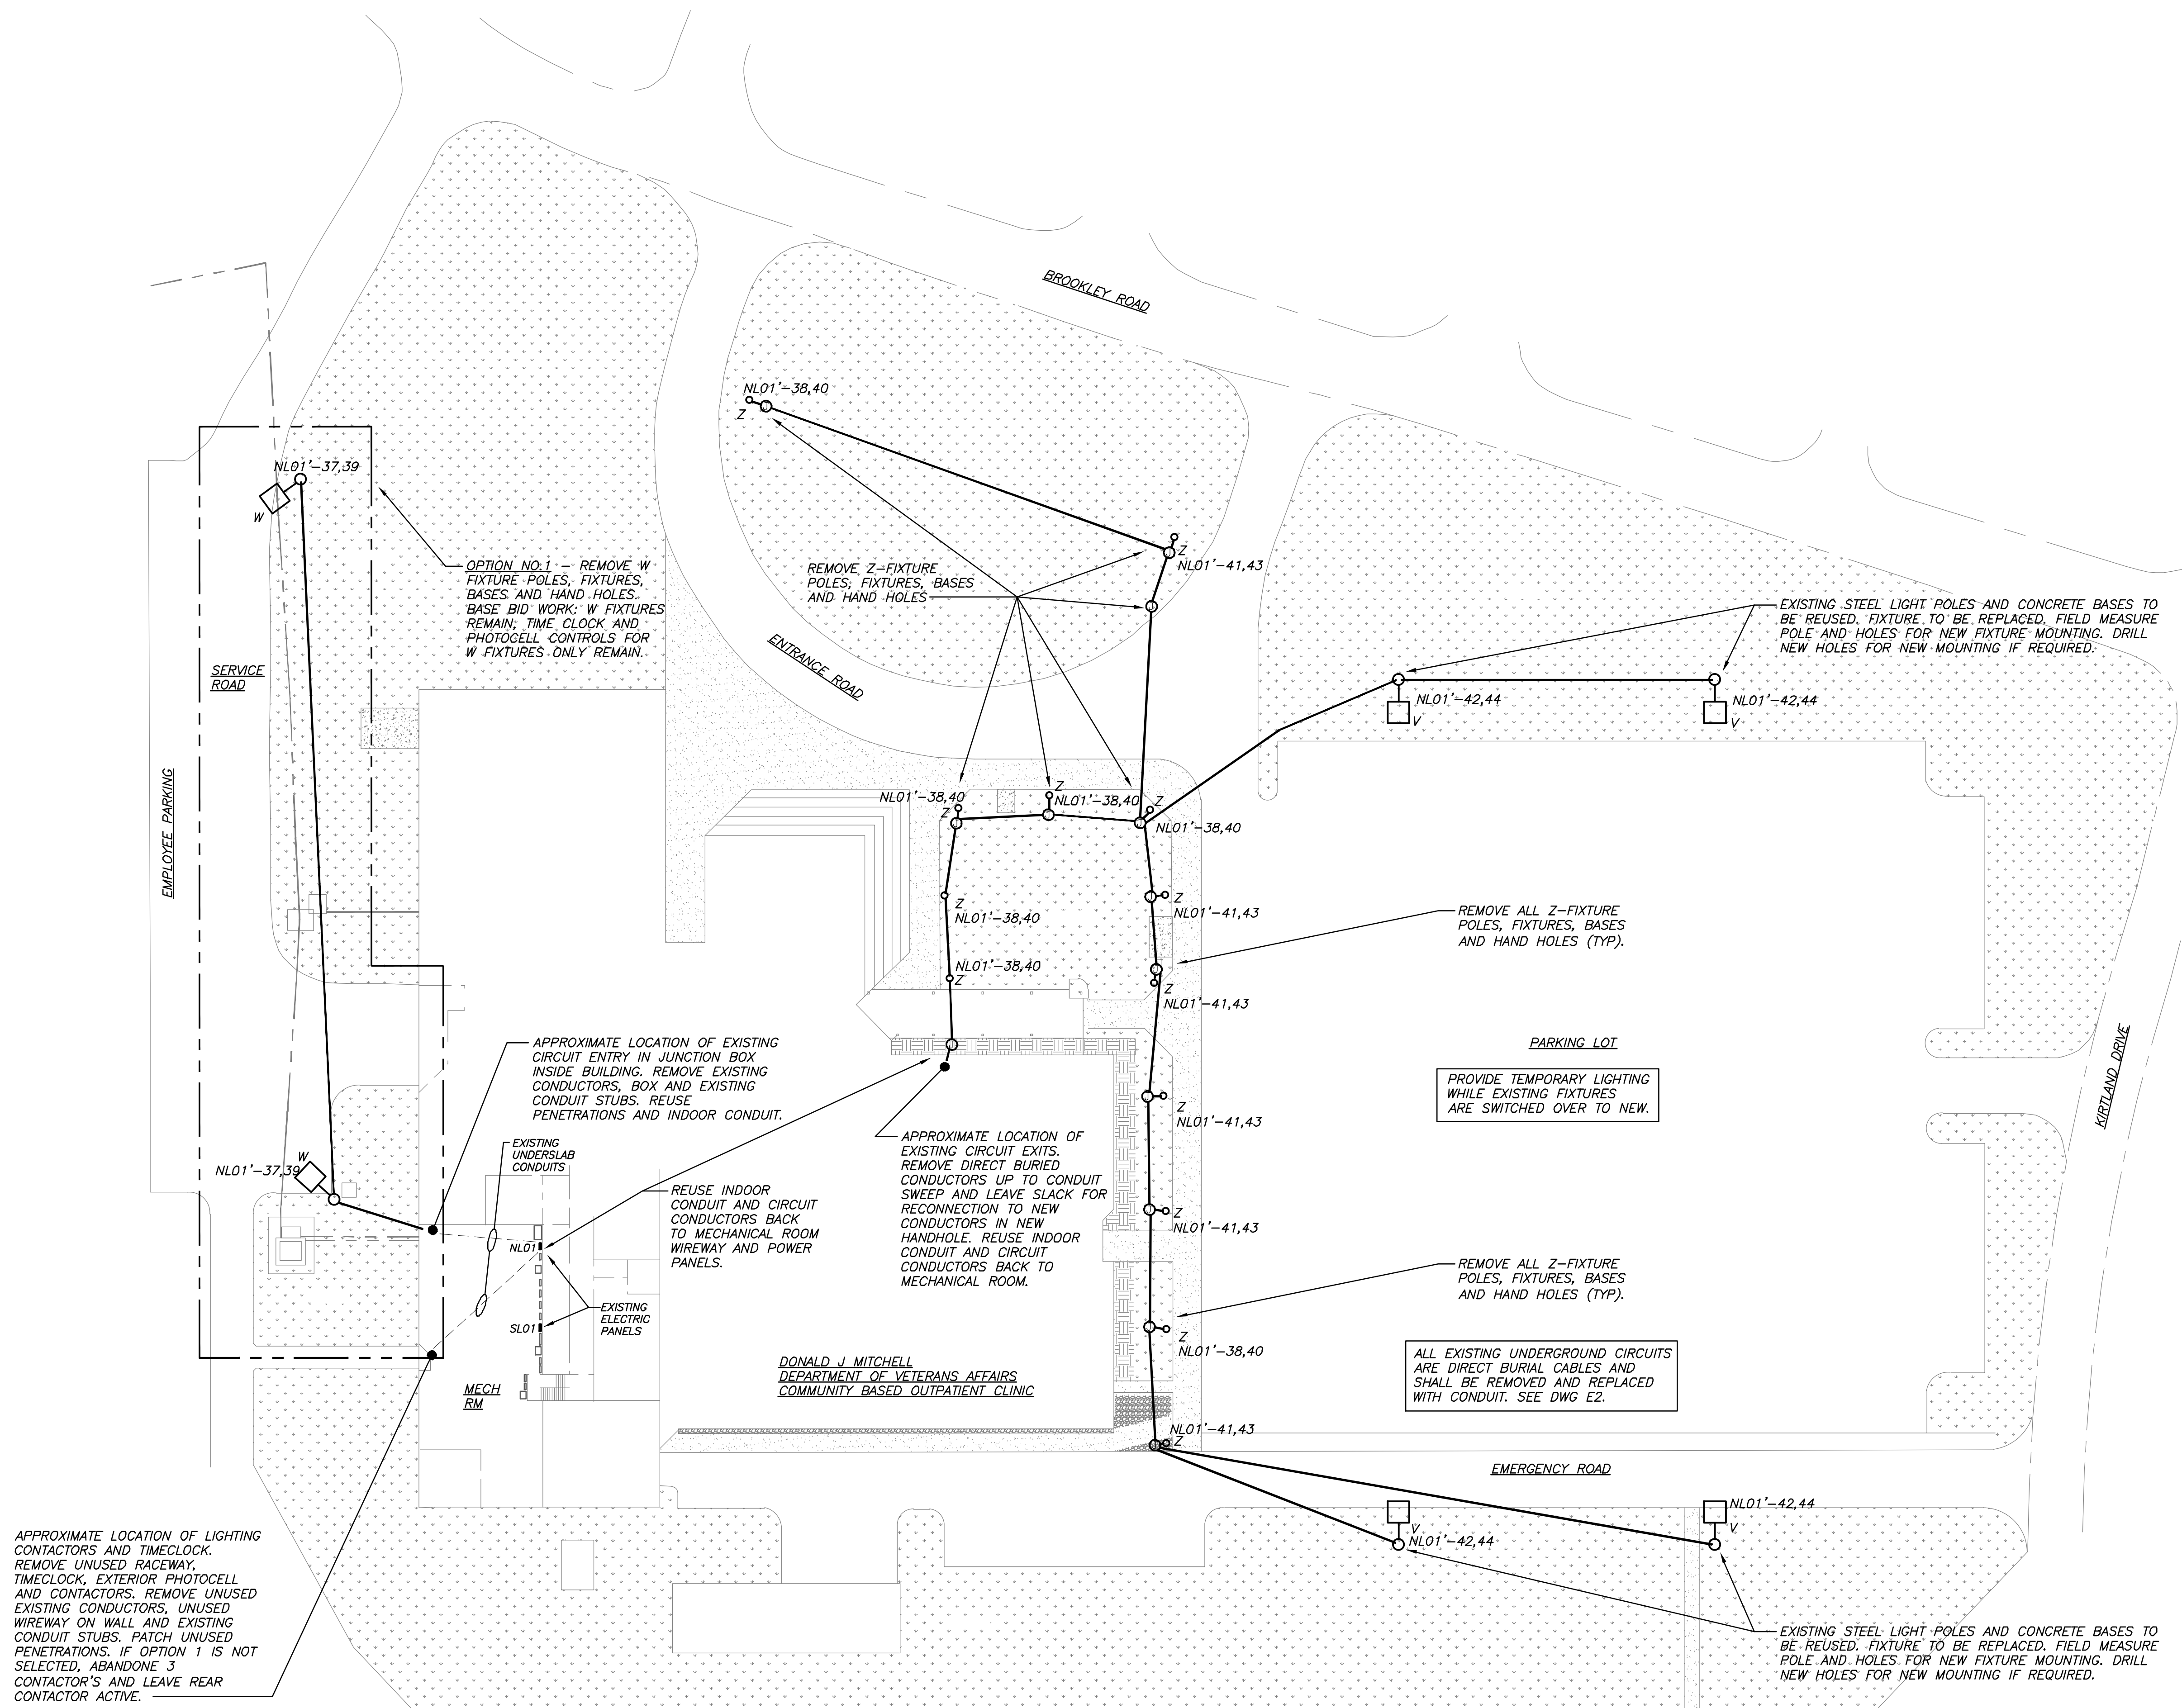 BROOKLEY ROAD
NL01'-38,40
Z
NL01'-37,39
W
OPTION NO.1 - REMOVE W
FIXTURE POLES, FIXTURES,
BASES AND HAND HOLES.
BASE BID WORK: W FIXTURES
REMAIN, TIME CLOCK AND
PHOTOCELL CONTROLS FOR
W FIXTURES ONLY REMAIN.
Z
NL01'-41,43
REMOVE Z-FIXTURE
POLES, FIXTURES, BASES
AND HAND HOLES
EXISTING STEEL LIGHT POLES AND CONCRETE BASES TO
BE REUSED. FIXTURE TO BE REPLACED. FIELD MEASURE
POLE AND HOLES FOR NEW FIXTURE MOUNTING. DRILL
NEW HOLES FOR NEW MOUNTING IF REQUIRED.
ENTRANCE ROAD
SERVICE
ROAD
NL01'-42,44
V
NL01'-42,44
V
EMPLOYEE PARKING
NL01'-38,40
Z
Z
NL01'-38,40
Z
NL01'-38,40
Z
NL01'-38,40
Z
NL01'-41,43
REMOVE ALL Z-FIXTURE
POLES, FIXTURES, BASES
AND HAND HOLES (TYP).
NL01'-38,40
Z
Z
NL01'-41,43
APPROXIMATE LOCATION OF EXISTING
CIRCUIT ENTRY IN JUNCTION BOX
INSIDE BUILDING. REMOVE EXISTING
CONDUCTORS, BOX AND EXISTING
CONDUIT STUBS. REUSE
PENETRATIONS AND INDOOR CONDUIT.
PARKING LOT
PROVIDE TEMPORARY LIGHTING
WHILE EXISTING FIXTURES
ARE SWITCHED OVER TO NEW.
KIRTLAND DRIVE
Z
NL01'-41,43
EXISTING
UNDERSLAB
CONDUITS
APPROXIMATE LOCATION OF
EXISTING CIRCUIT EXITS.
REMOVE DIRECT BURIED
CONDUCTORS UP TO CONDUIT
SWEEP AND LEAVE SLACK FOR
RECONNECTION TO NEW
CONDUCTORS IN NEW
HANDHOLE. REUSE INDOOR
CONDUIT AND CIRCUIT
CONDUCTORS BACK TO
MECHANICAL ROOM.
W
NL01'-37,39
REUSE INDOOR
CONDUIT AND CIRCUIT
CONDUCTORS BACK
TO MECHANICAL ROOM
WIREWAY AND POWER
PANELS.
Z
NL01'-41,43
NL01
REMOVE ALL Z-FIXTURE
POLES, FIXTURES, BASES
AND HAND HOLES (TYP).
EXISTING
ELECTRIC
PANELS
SL01
Z
NL01'-38,40
DONALD J MITCHELL
DEPARTMENT OF VETERANS AFFAIRS
COMMUNITY BASED OUTPATIENT CLINIC
ALL EXISTING UNDERGROUND CIRCUITS
ARE DIRECT BURIAL CABLES AND
SHALL BE REMOVED AND REPLACED
WITH CONDUIT. SEE DWG E2.
MECH
RM
NL01'-41,43
Z
EMERGENCY ROAD
NL01'-42,44
V
V
NL01'-42,44
APPROXIMATE LOCATION OF LIGHTING
CONTACTORS AND TIMECLOCK.
REMOVE UNUSED RACEWAY,
TIMECLOCK, EXTERIOR PHOTOCELL
AND CONTACTORS. REMOVE UNUSED
EXISTING CONDUCTORS, UNUSED
WIREWAY ON WALL AND EXISTING
CONDUIT STUBS. PATCH UNUSED
PENETRATIONS. IF OPTION 1 IS NOT
SELECTED, ABANDONE 3
CONTACTOR'S AND LEAVE REAR
CONTACTOR ACTIVE.
EXISTING STEEL LIGHT POLES AND CONCRETE BASES TO
BE REUSED. FIXTURE TO BE REPLACED. FIELD MEASURE
POLE AND HOLES FOR NEW FIXTURE MOUNTING. DRILL
NEW HOLES FOR NEW MOUNTING IF REQUIRED.